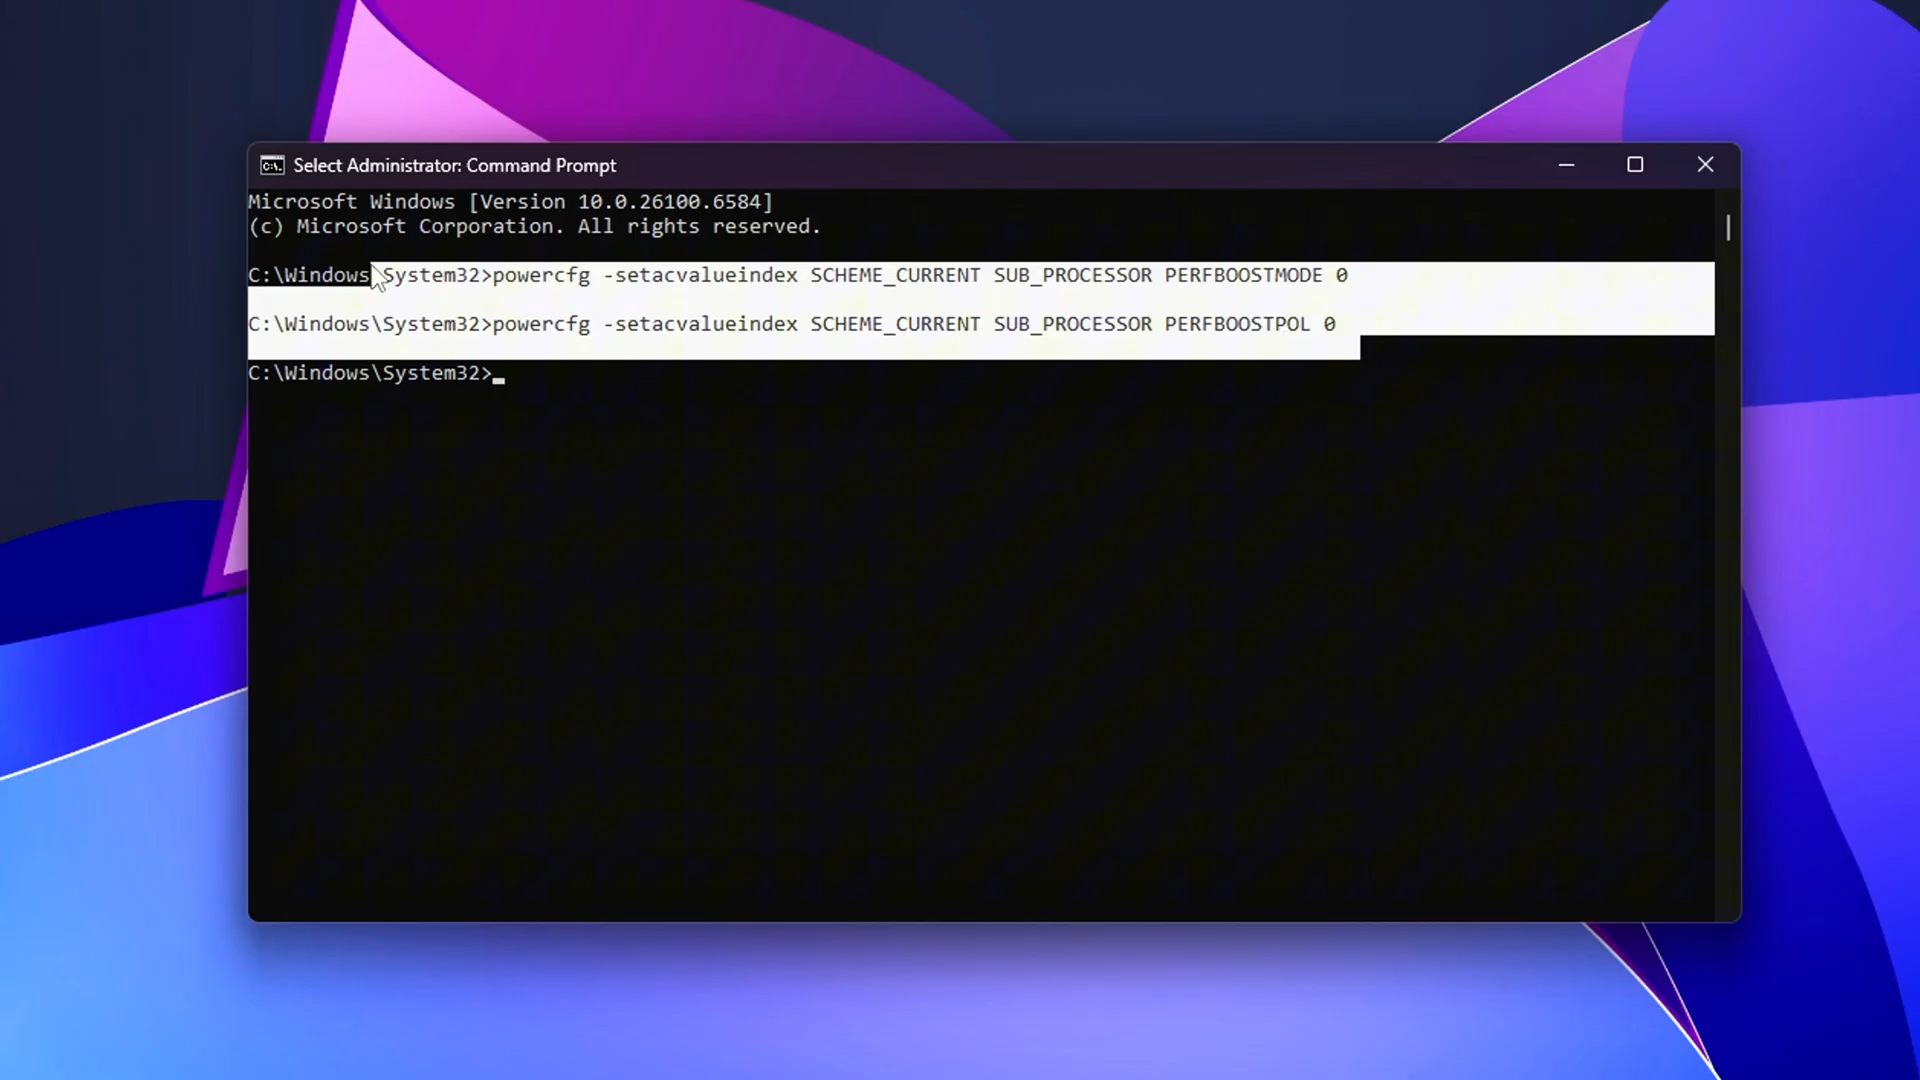 Select Administrator: Command Prompt
Microsoft Windows [Version 10.0.26100.6584]
(c) Microsoft Corporation. All rights reserved.
C:\Windows\System32>powercfg -setacvalueindex SCHEME_CURRENT SUB_PROCESSOR PERFBOOSTMODE 0
C:\Windows\System32>powercfg -setacvalueindex SCHEME_CURRENT SUB_PROCESSOR PERFBOOSTPOL 0
C:\Windows\System32>